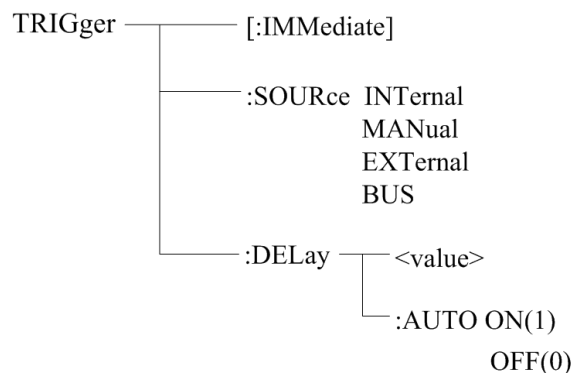 TRIGger [:IMMediate]
:SOURce INTernal
MANual
EXTernal
BUS
:DELay <value>
:AUTO ON(1)
OFF(0)